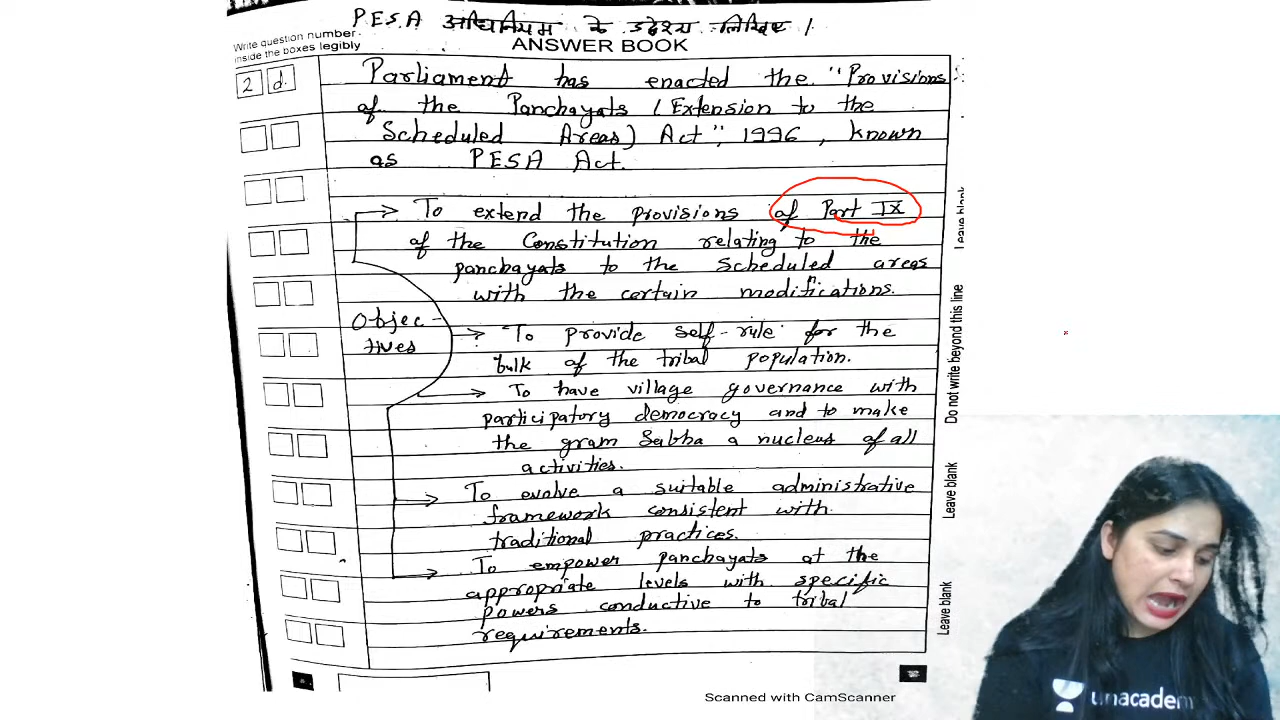 PESA अधिनियम के उद्देश्य लिखिए।
Write question number
inside the boxes legibly
ANSWER BOOK
2 d.
Parliament has enacted the "Provisions
of the Panchayats (Extension to the
Scheduled Areas) Act", 1996, known
as PESA Act.
To extend the provisions of Part IX
of the Constitution relating to the
panchayats to the Scheduled areas
with the certain modifications.
Objec-
tives
To provide self-rule for the
bulk of the tribal population.
To have village governance with
participatory democracy and to make
the gram Sabha a nucleus of all
activities.
To evolve a suitable administrative
framework consistent with
traditional practices.
To empower panchayats at the
appropriate levels with specific
powers conductive to tribal
requirements.
Leave blank
Do not write beyond this line
Leave blank
Leave blank
Scanned with CamScanner
unacadem